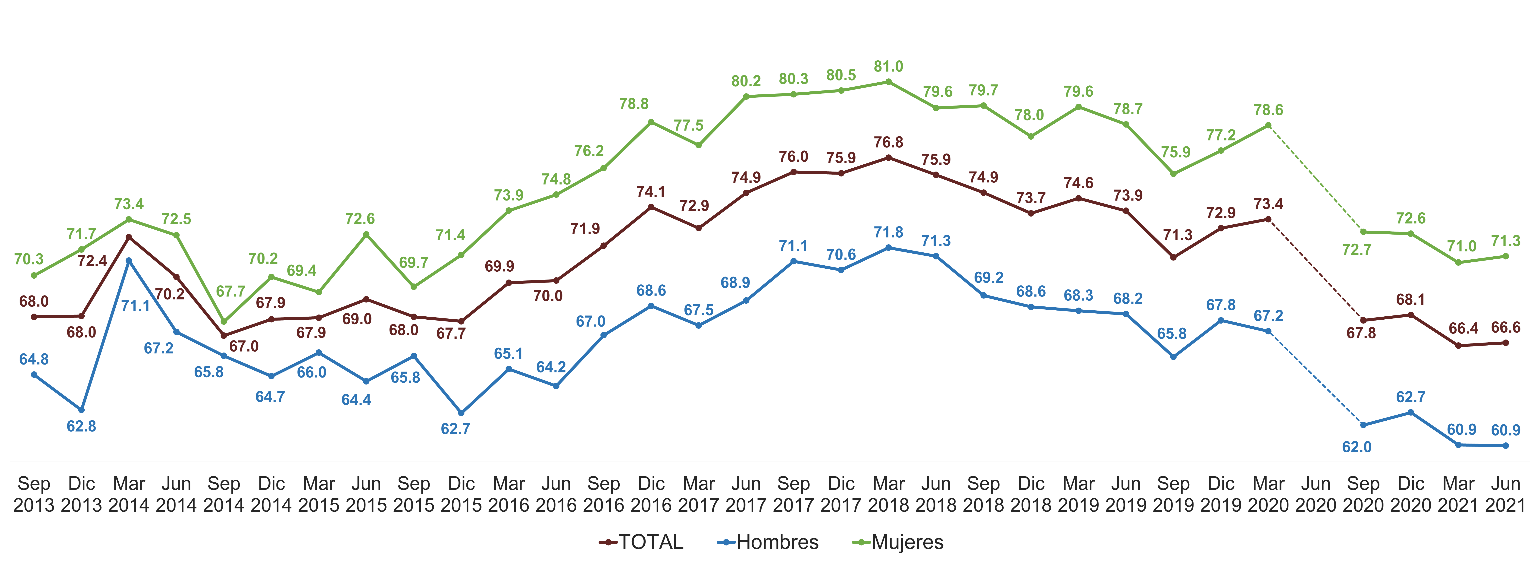 70.3 71.7 73.4 72.5 67.7 70.2 69.4 72.6 69.7 71.4 73.9 74.8 76.2 78.8 77.5 80.2 80.3 80.5 81.0 79.6 79.7 78.0 79.6 78.7 75.9 77.2 78.6 72.7 72.6 71.0 71.3
68.0 68.0 72.4 70.2 67.0 67.9 67.9 69.0 68.0 67.7 69.9 70.0 71.9 74.1 72.9 74.9 76.0 75.9 76.8 75.9 74.9 73.7 74.6 73.9 71.3 72.9 73.4 67.8 68.1 66.4 66.6
64.8 62.8 71.1 67.2 65.8 64.7 66.0 64.4 65.8 62.7 65.1 64.2 67.0 68.6 67.5 68.9 71.1 70.6 71.8 71.3 69.2 68.6 68.3 68.2 65.8 67.8 67.2 62.0 62.7 60.9 60.9
Sep Dic Mar Jun Sep Dic Mar Jun Sep Dic Mar Jun Sep Dic Mar Jun Sep Dic Mar Jun Sep Dic Mar Jun Sep Dic Mar Jun Sep Dic Mar Jun
2013 2013 2014 2014 2014 2014 2015 2015 2015 2015 2016 2016 2016 2016 2017 2017 2017 2017 2018 2018 2018 2018 2019 2019 2019 2019 2020 2020 2020 2020 2021 2021
TOTAL Hombres Mujeres